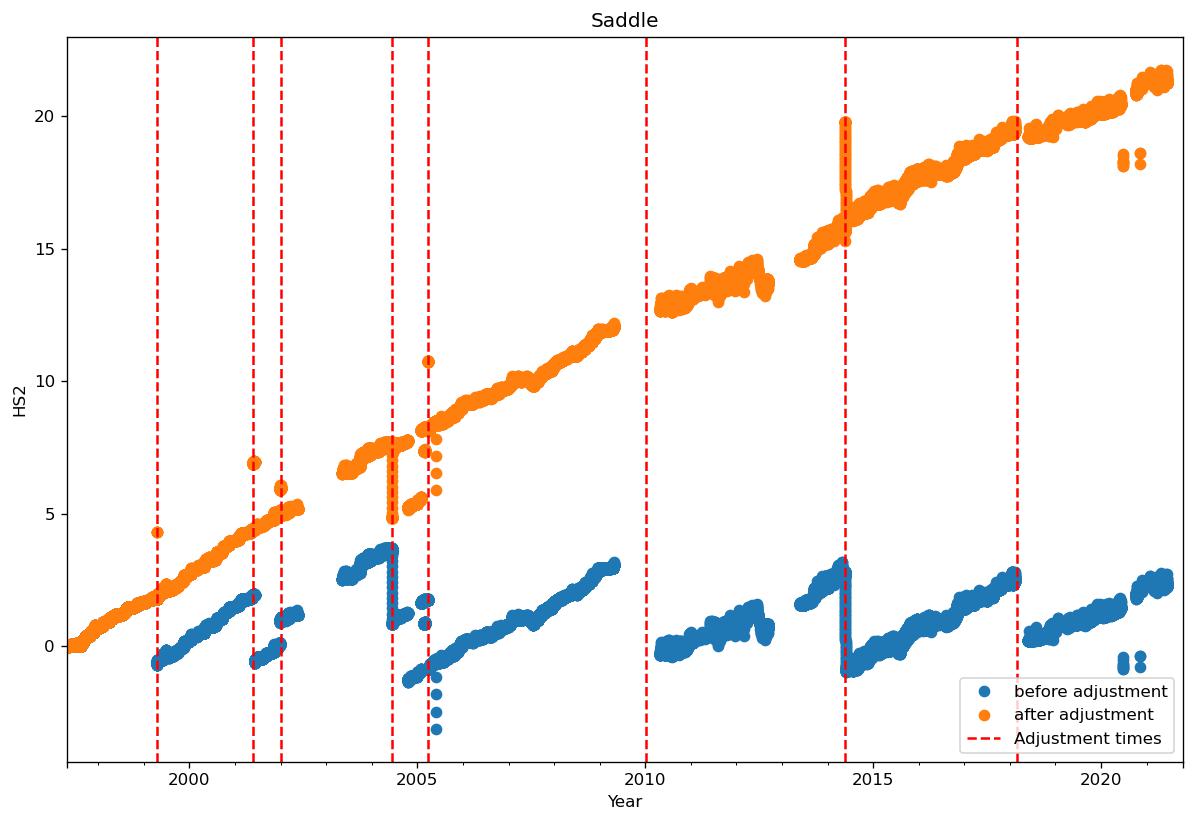 Saddle
HS2
20
15
10
5
0
before adjustment
after adjustment
Adjustment times
2000 2005 2010 2015 2020
Year